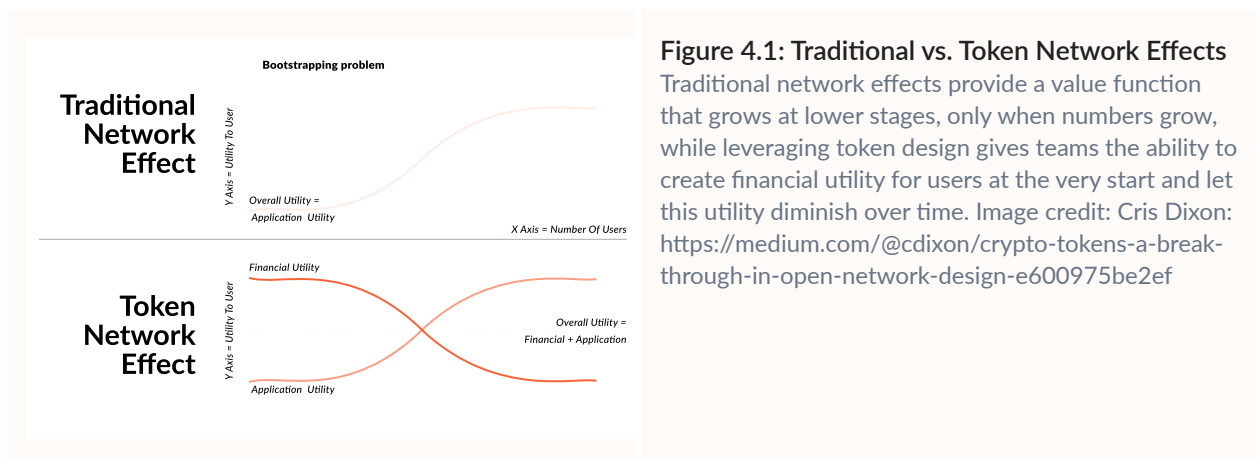 Bootstrapping problem
Traditional
Network
Effect
Y Axis = Utility To User
Overall Utility =
Application Utility
X Axis = Number Of Users
Token
Network
Effect
Y Axis = Utility To User
Financial Utility
Overall Utility =
Financial + Application
Application Utility
Figure 4.1: Traditional vs. Token Network Effects
Traditional network effects provide a value function
that grows at lower stages, only when numbers grow,
while leveraging token design gives teams the ability to
create financial utility for users at the very start and let
this utility diminish over time. Image credit: Cris Dixon:
https://medium.com/@cdixon/crypto-tokens-a-break-
through-in-open-network-design-e600975be2ef